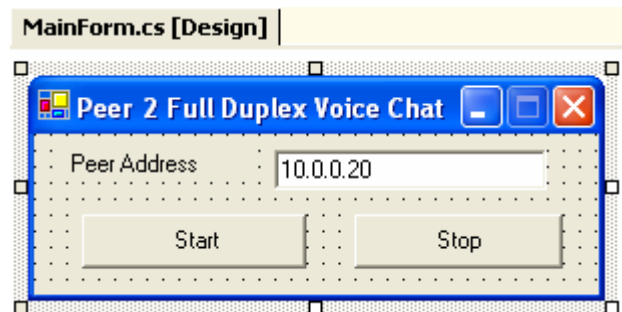 MainForm.cs [Design]
Peer 2 Full Duplex Voice Chat
Peer Address 10.0.0.20
Start Stop